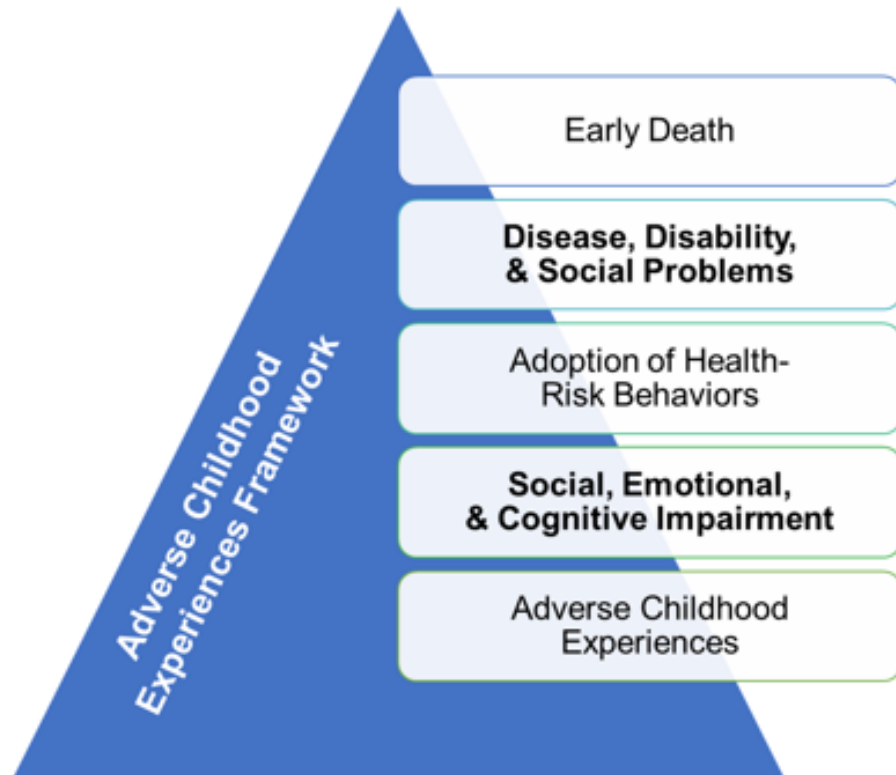 Early Death
Disease, Disability,
& Social Problems
Adoption of Health-
Risk Behaviors
Social, Emotional,
& Cognitive Impairment
Adverse Childhood
Experiences
Adverse Childhood
Experiences Framework